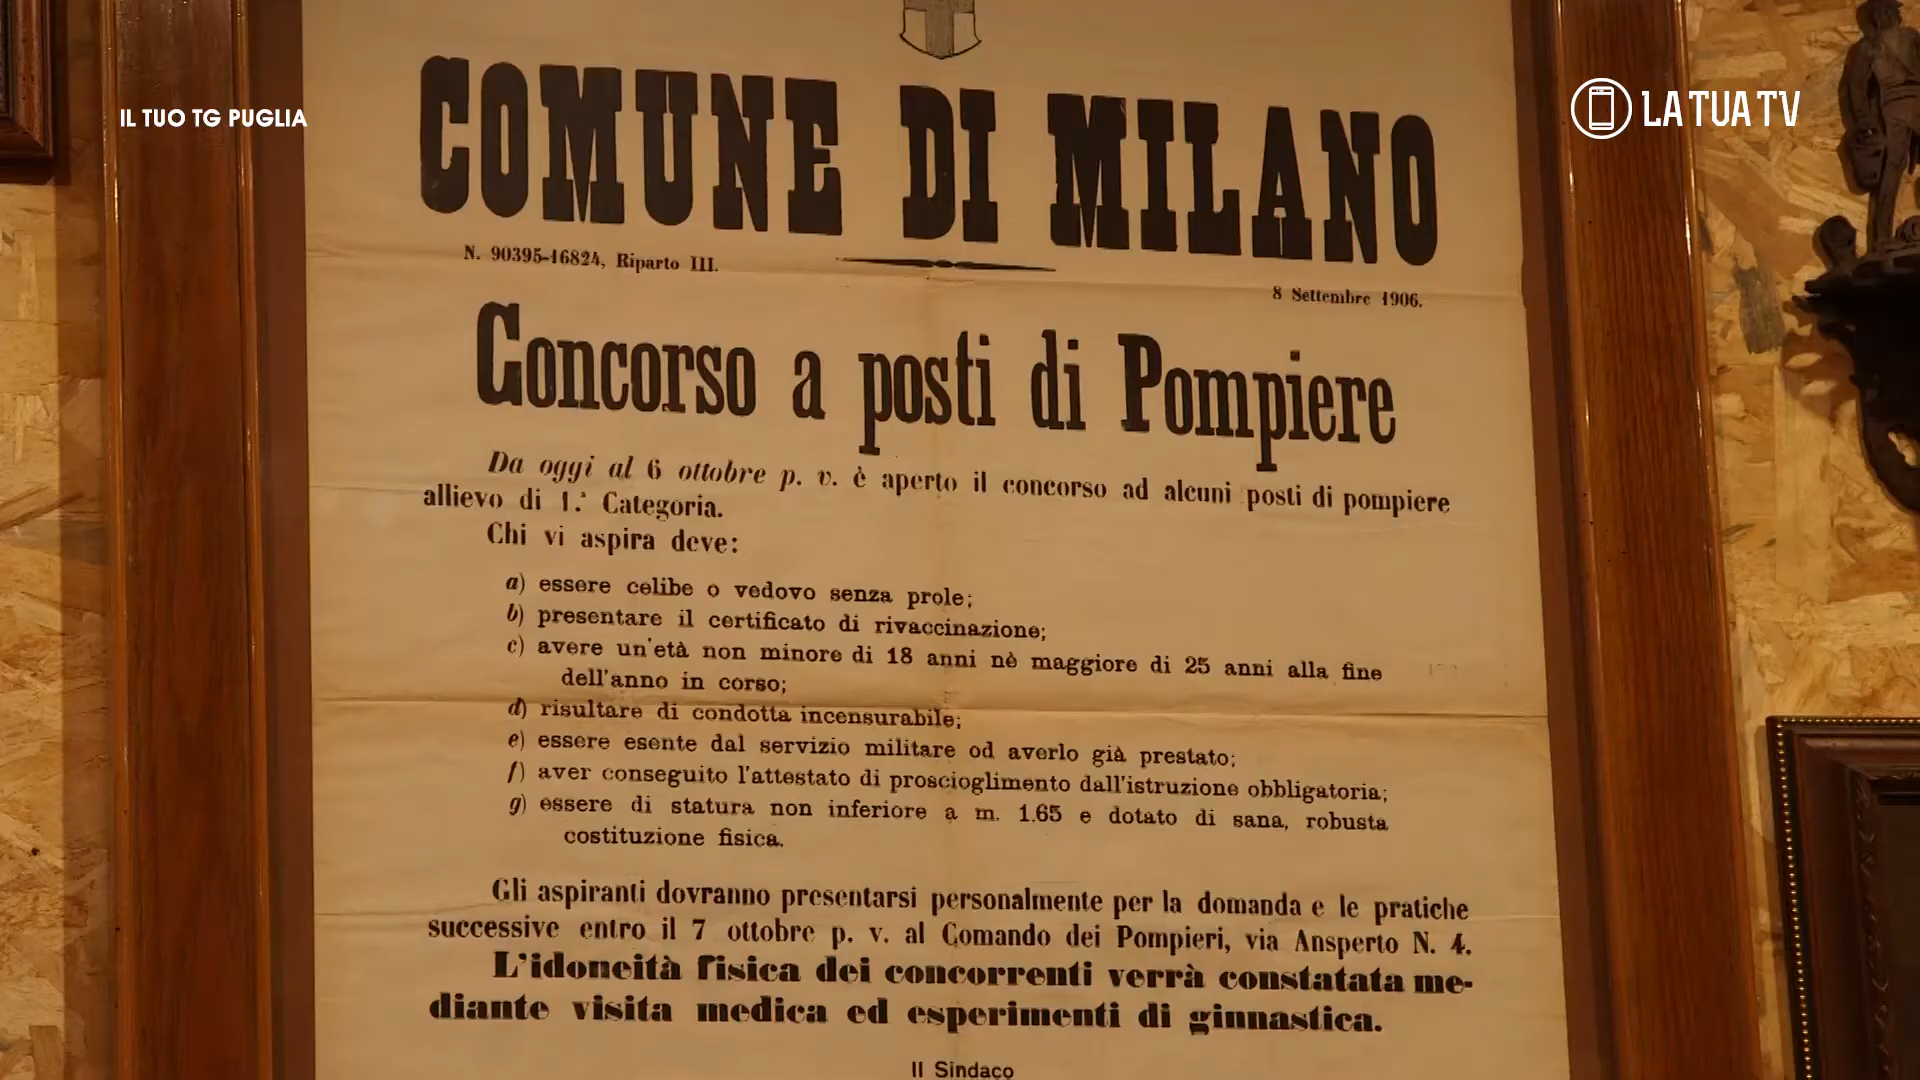 IL TUO TG PUGLIA
LA TUA TV
COMUNE DI MILANO
N. 90395-16824, Riparto III.
8 Settembre 1906.
Concorso a posti di Pompiere
Da oggi al 6 ottobre p. v. è aperto il concorso ad alcuni posti di pompiere
allievo di 1.ª Categoria.
Chi vi aspira deve:
a) essere celibe o vedovo senza prole;
b) presentare il certificato di rivaccinazione;
c) avere un'età non minore di 18 anni nè maggiore di 25 anni alla fine
dell'anno in corso;
d) risultare di condotta incensurabile;
e) essere esente dal servizio militare od averlo già prestato;
f) aver conseguito l'attestato di proscioglimento dall'istruzione obbligatoria;
g) essere di statura non inferiore a m. 1.65 e dotato di sana, robusta
costituzione fisica.
Gli aspiranti dovranno presentarsi personalmente per la domanda e le pratiche
successive entro il 7 ottobre p. v. al Comando dei Pompieri, via Ansperto N. 4.
L'idoneità fisica dei concorrenti verrà constatata me-
diante visita medica ed esperimenti di ginnastica.
Il Sindaco